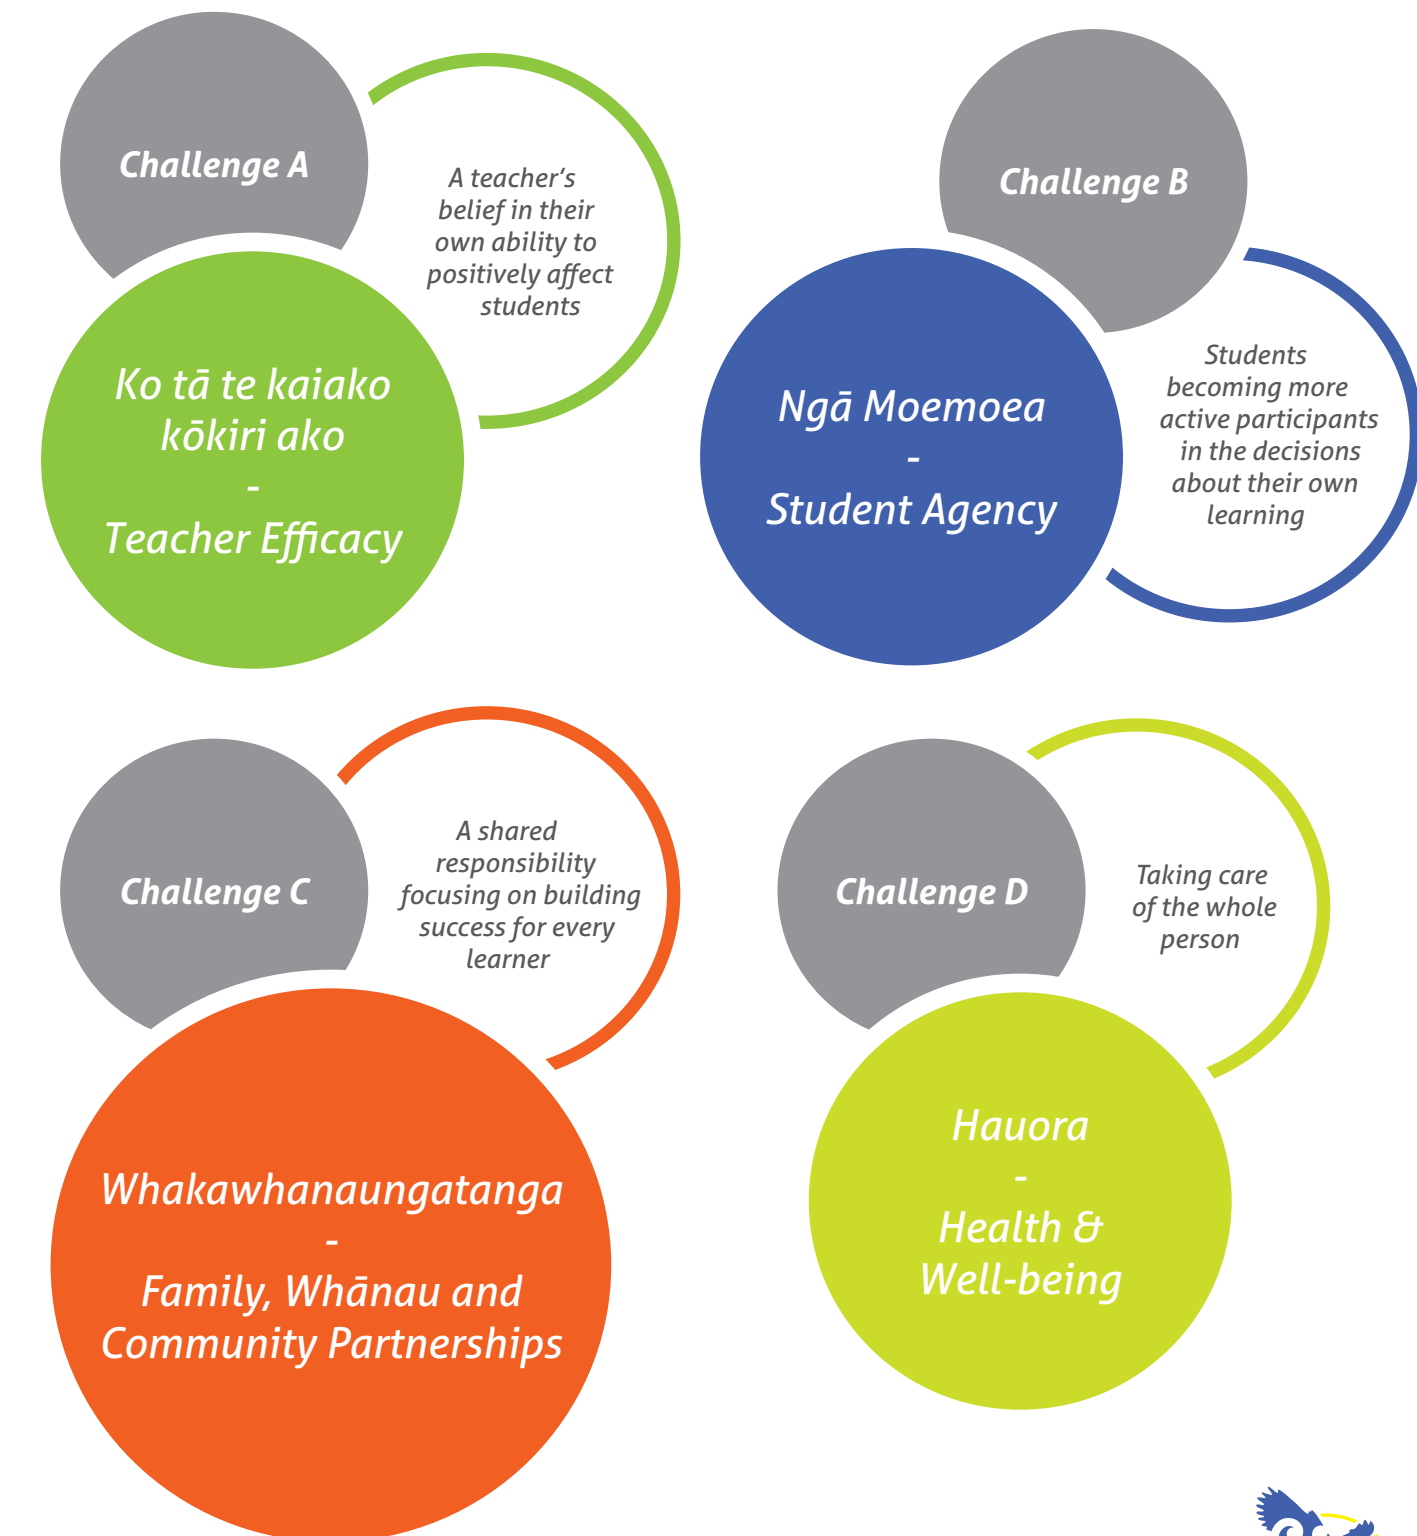 Challenge A
A teacher's
belief in their
own ability to
positively affect
students
Ko tā te kaiako
kōkiri ako
-
Teacher Efficacy
Challenge B
Students
becoming more
active participants
in the decisions
about their own
learning
Ngā Moemoea
-
Student Agency
Challenge C
A shared
responsibility
focusing on building
success for every
learner
Whakawhanaungatanga
-
Family, Whānau and
Community Partnerships
Challenge D
Taking care
of the whole
person
Hauora
-
Health &
Well-being